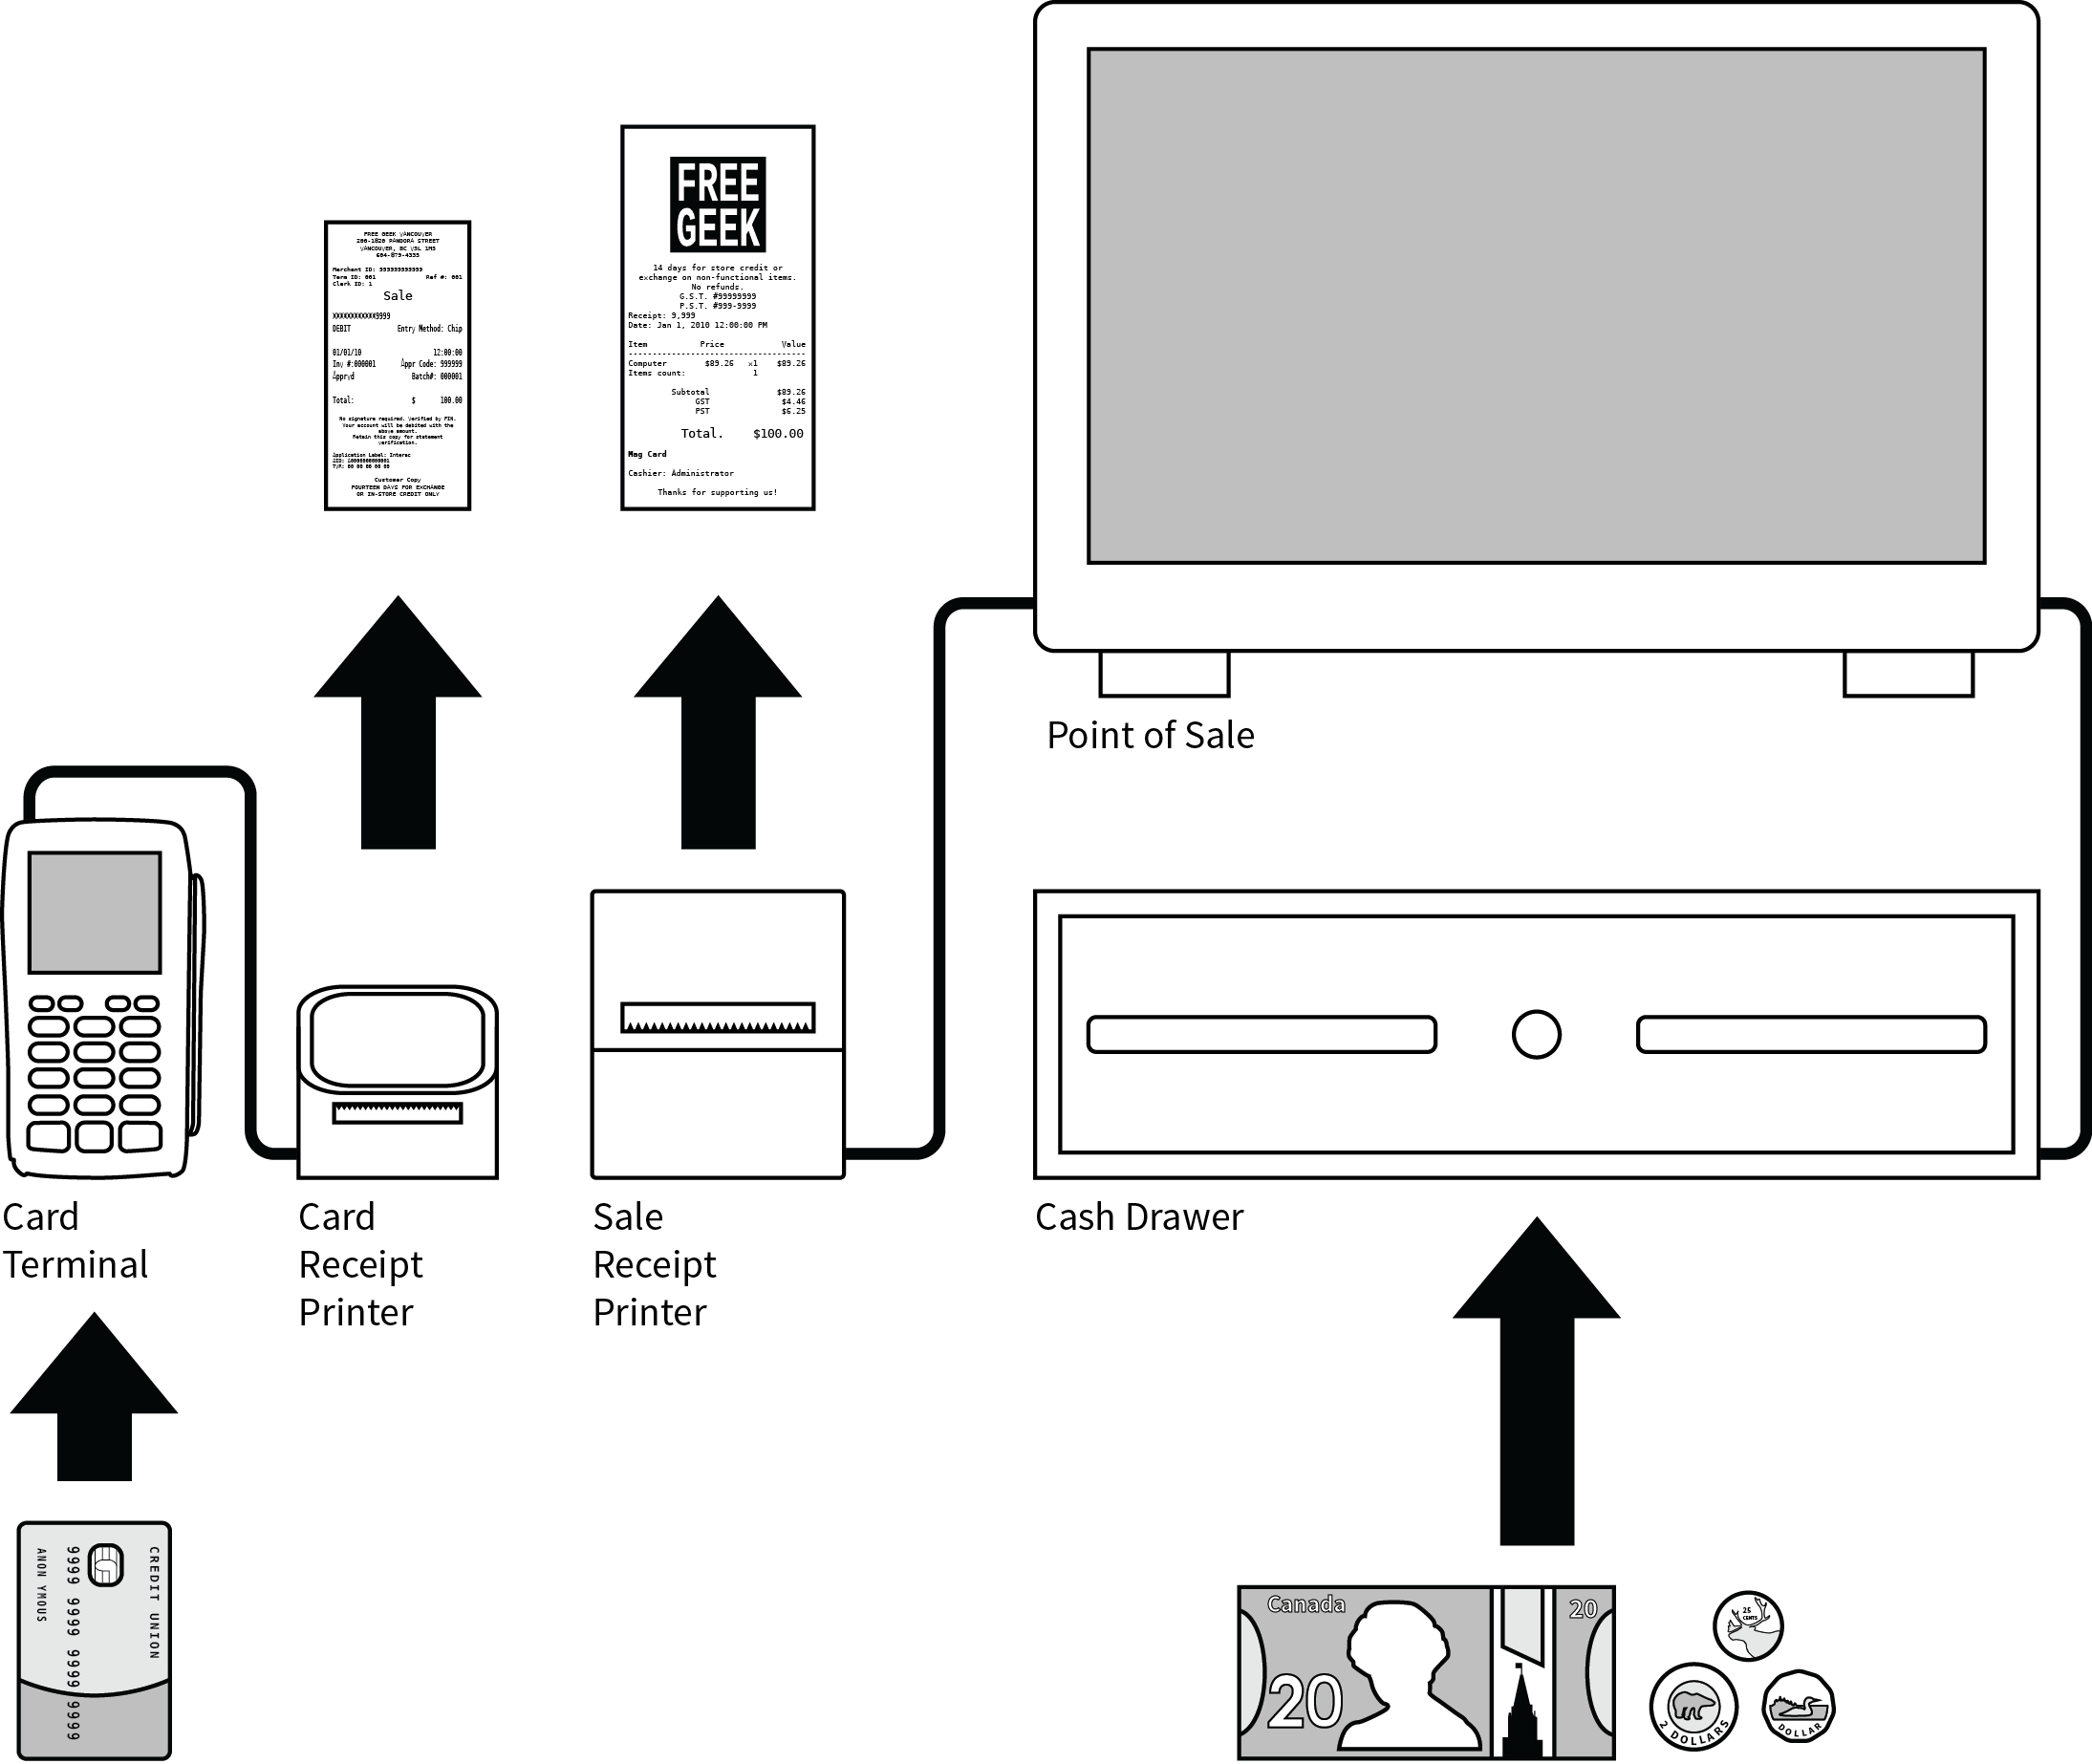 FREE GEEK VANCOUVER
200-1820 PANDORA STREET
VANCOUVER, BC V5L 1M5
604-879-4335
Merchant ID: 999999999999
Term ID: 001 Ref #: 001
Clerk ID: 1
Sale
XXXXXXXXXXXX9999
DEBIT Entry Method: Chip
01/01/10 12:00:00
Inv #:000001 Appr Code: 999999
Apprvd Batch#: 000001
Total: $ 100.00
No signature required. Verified by PIN.
Your account will be debited with the
above amount.
Retain this copy for statement
verification.
Application Label: Interac
TVR: 00 00 00 00 00
Customer Copy
FOURTEEN DAYS FOR EXCHANGE
OR IN-STORE CREDIT ONLY
FREE
GEEK
14 days for store credit or
exchange on non-functional items.
No refunds.
G.S.T. #99999999
P.S.T. #999-9999
Receipt: 9,999
Date: Jan 1, 2010 12:00:00 PM
Item Price Value
-------------------------------------
Computer $89.26 x1 $89.26
Items count: 1
Subtotal $89.26
GST $4.46
PST $6.25
Total. $100.00
Mag Card
Cashier: Administrator
Thanks for supporting us!
Point of Sale
Card
Terminal
Card
Receipt
Printer
Sale
Receipt
Printer
Cash Drawer
CREDIT UNION
9999 9999 9999 9999
ANON YMOUS
Canada
20
20
25
CENTS
2 DOLLARS
DOLLAR